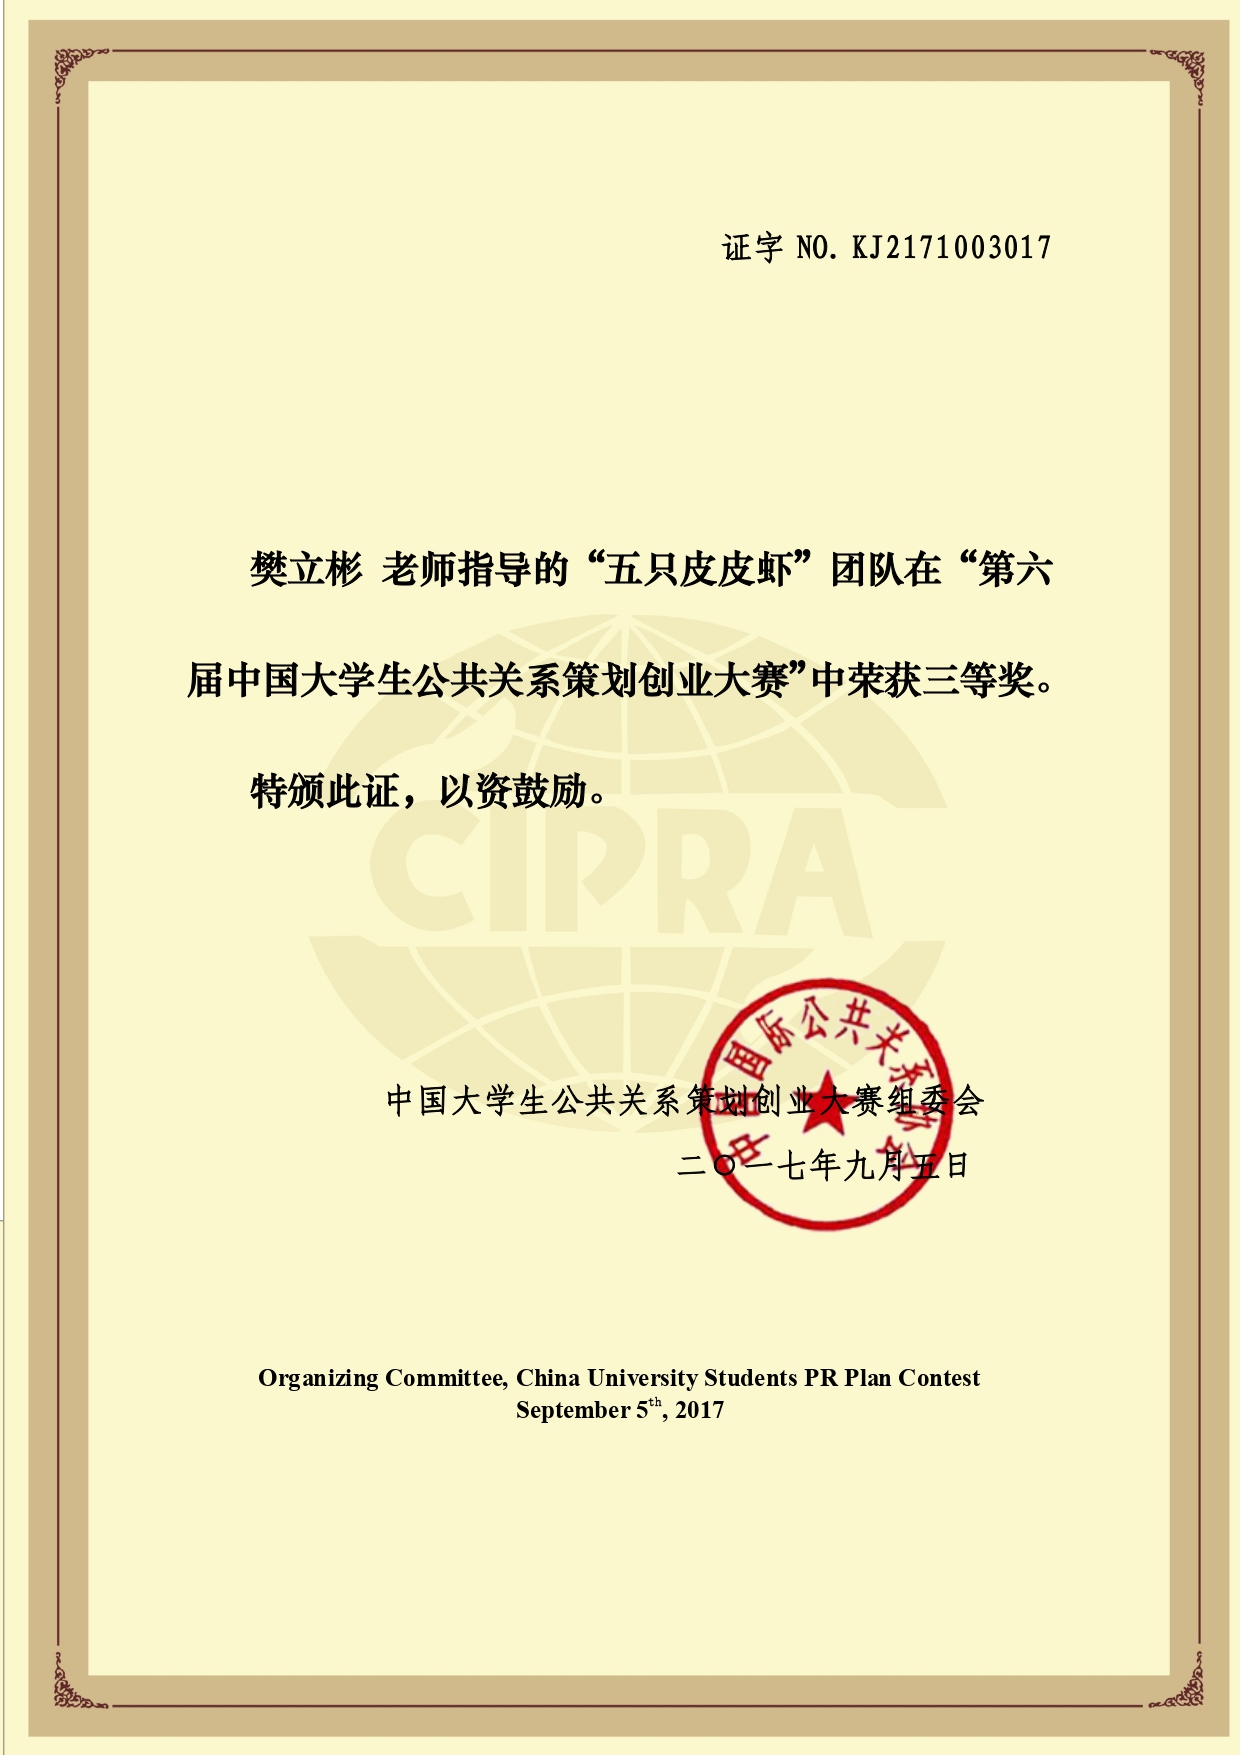 证字 NO. KJ2171003017
樊立彬 老师指导的“五只皮皮虾”团队在“第六
届中国大学生公共关系策划创业大赛”中荣获三等奖。
特颁此证，以资鼓励。
CIPRA
中国国际公共关系协会
中国大学生公共关系策划创业大赛组委会
二〇一七年九月五日
Organizing Committee, China University Students PR Plan Contest
September 5th, 2017